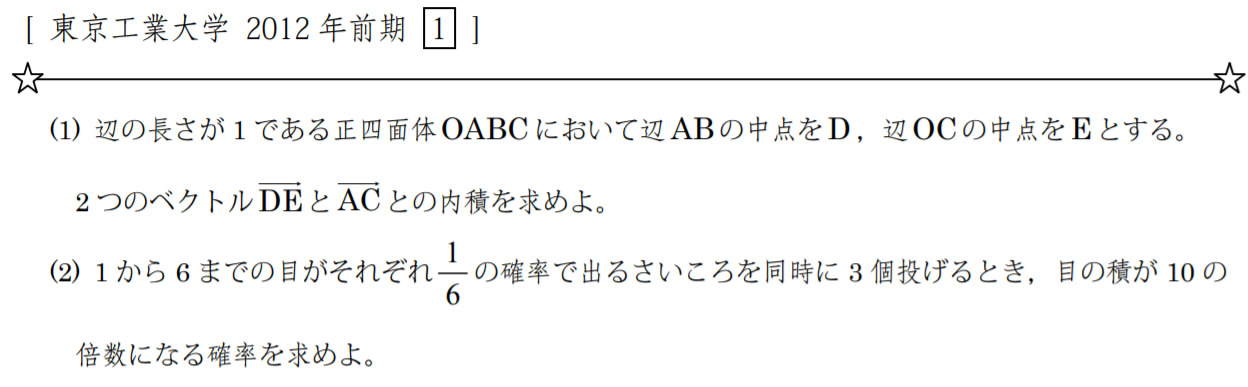 [ 東京工業大学 2012 年前期 1 ]
(1) 辺の長さが 1 である正四面体 OABC において辺 AB の中点を D，辺 OC の中点を E とする。
2 つのベクトル $\overrightarrow{\mathrm{DE}}$ と $\overrightarrow{\mathrm{AC}}$ との内積を求めよ。
(2) 1 から 6 までの目がそれぞれ $\frac{1}{6}$ の確率で出るさいころを同時に 3 個投げるとき，目の積が 10 の
倍数になる確率を求めよ。